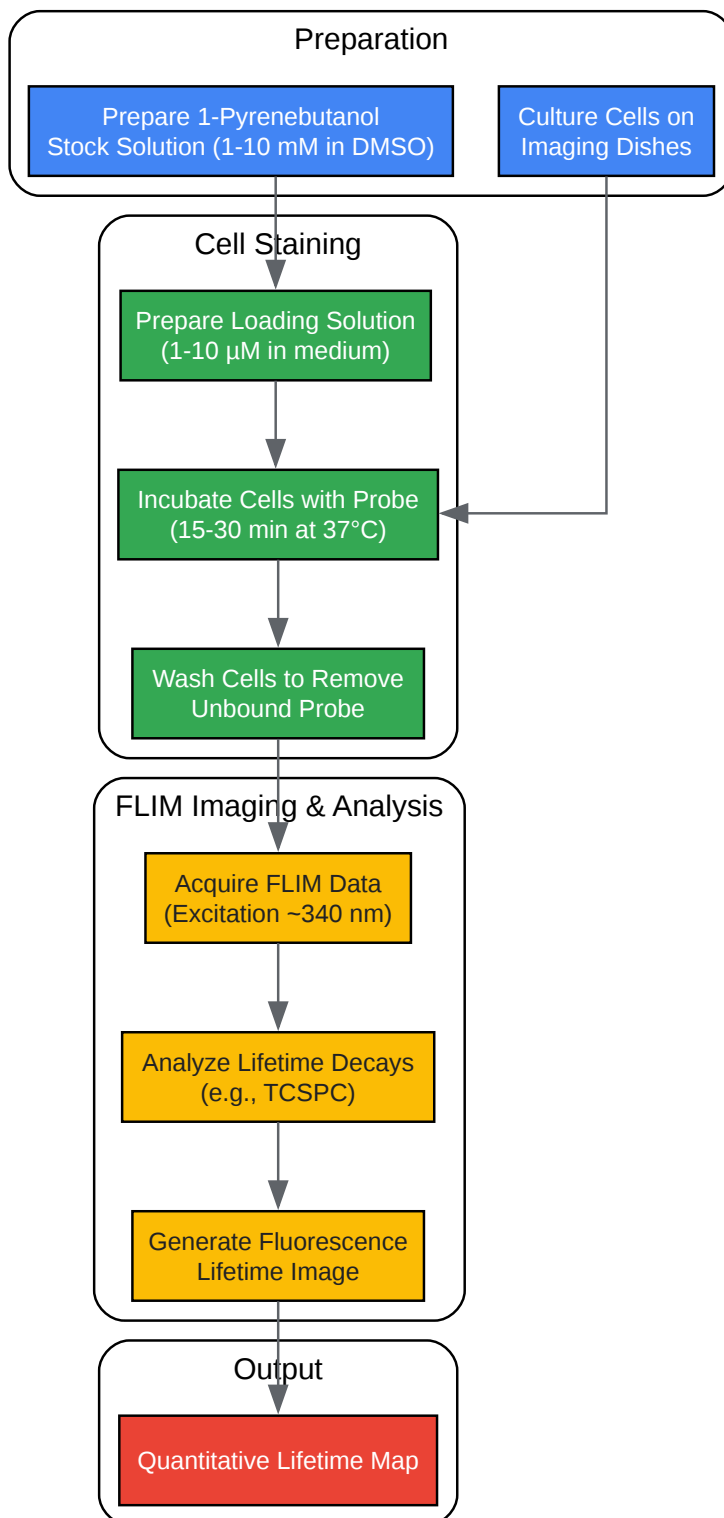 Preparation
Prepare 1-Pyrenebutanol
Stock Solution (1-10 mM in DMSO)
Culture Cells on
Imaging Dishes
Cell Staining
Prepare Loading Solution
(1-10 µM in medium)
Incubate Cells with Probe
(15-30 min at 37°C)
Wash Cells to Remove
Unbound Probe
FLIM Imaging & Analysis
Acquire FLIM Data
(Excitation ~340 nm)
Analyze Lifetime Decays
(e.g., TCSPC)
Generate Fluorescence
Lifetime Image
Output
Quantitative Lifetime Map